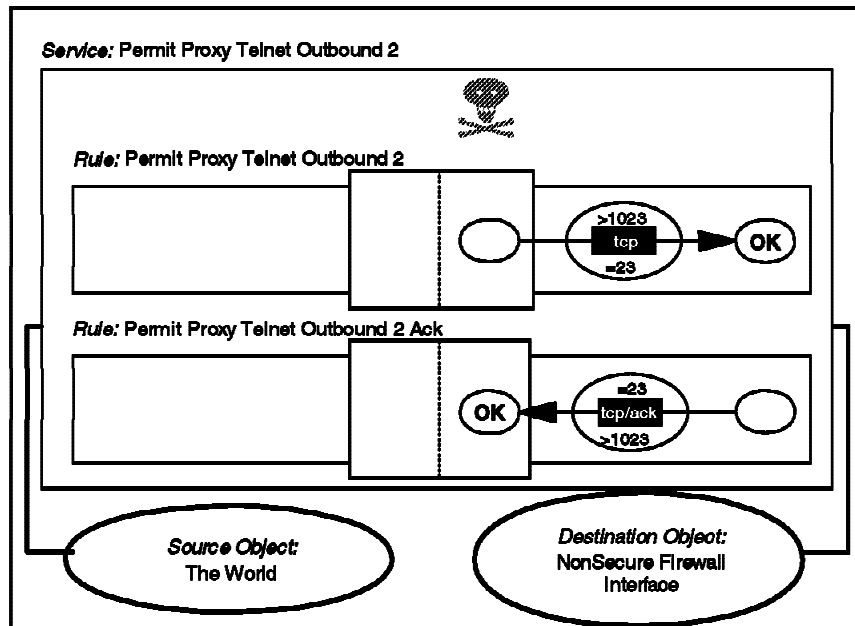 Service: Permit Proxy Telnet Outbound 2
Rule: Permit Proxy Telnet Outbound 2
>1023
tcp
OK
=23
Rule: Permit Proxy Telnet Outbound 2 Ack
=23
OK
tcp/ack
>1023
Source Object:
The World
Destination Object:
NonSecure Firewall
Interface